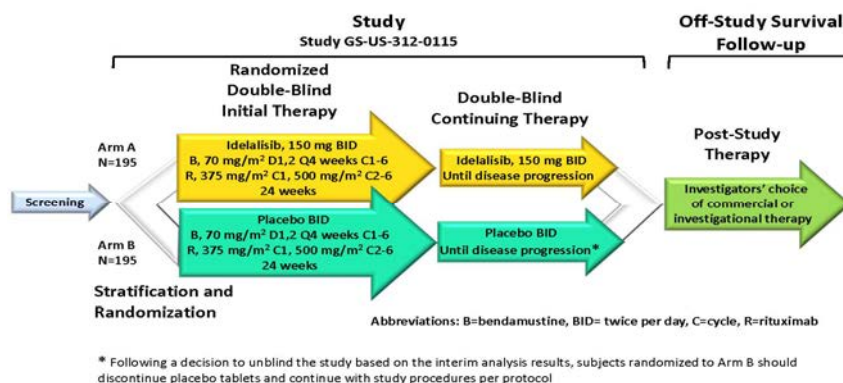 Study
Study GS-US-312-0115
Off-Study Survival
Follow-up
Randomized
Double-Blind
Initial Therapy
Double-Blind
Continuing Therapy
Post-Study
Therapy
Screening
Arm A
N=195
Idelalisib, 150 mg BID
B, 70 mg/m² D1,2 Q4 weeks C1-6
R, 375 mg/m² C1, 500 mg/m² C2-6
24 weeks
Idelalisib, 150 mg BID
Until disease progression
Investigators' choice
of commercial or
investigational therapy
Arm B
N=195
Placebo BID
B, 70 mg/m² D1,2 Q4 weeks C1-6
R, 375 mg/m² C1, 500 mg/m² C2-6
24 weeks
Placebo BID
Until disease progression*
Stratification and
Randomization
Abbreviations: B=bendamustine, BID= twice per day, C=cycle, R=rituximab
* Following a decision to unblind the study based on the interim analysis results, subjects randomized to Arm B should
discontinue placebo tablets and continue with study procedures per protocol